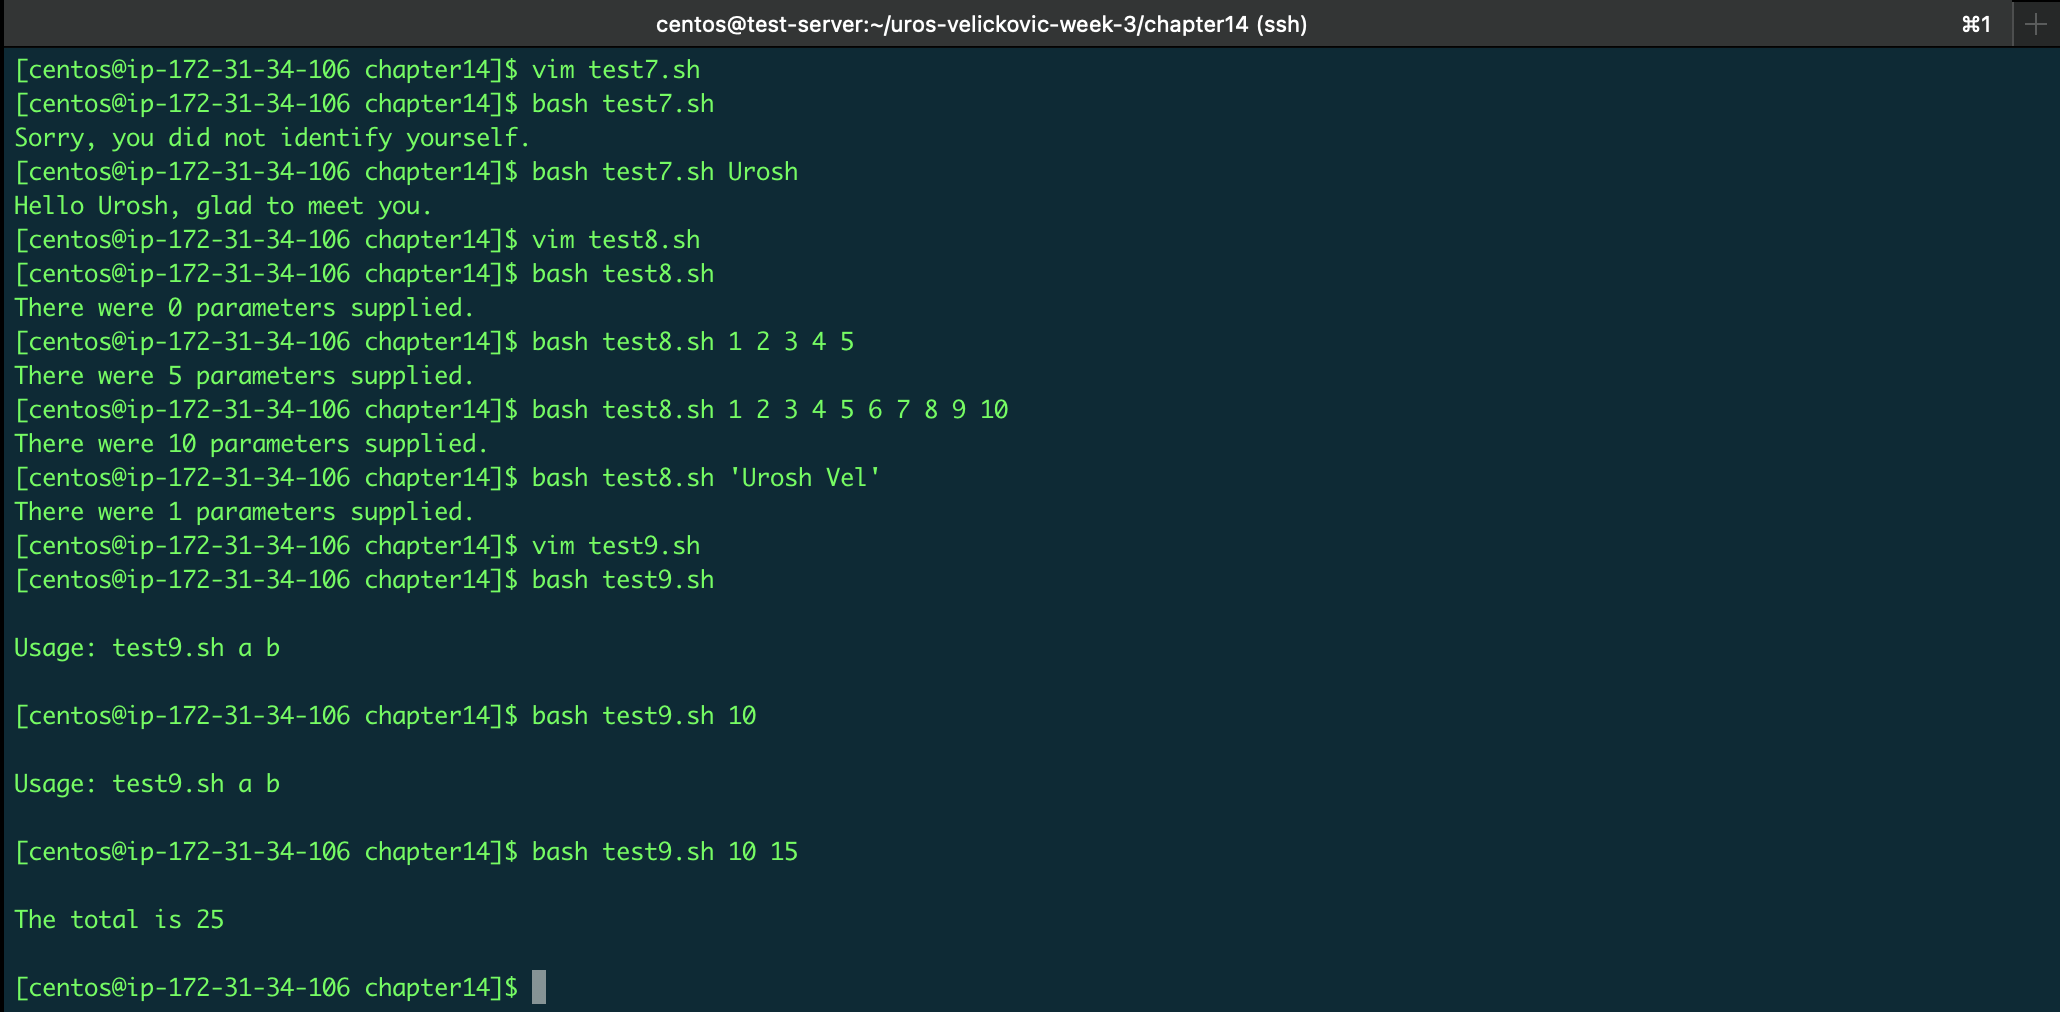 centos@test-server:~/uros-velickovic-week-3/chapter14 (ssh) ⌘1
[centos@ip-172-31-34-106 chapter14]$ vim test7.sh
[centos@ip-172-31-34-106 chapter14]$ bash test7.sh
Sorry, you did not identify yourself.
[centos@ip-172-31-34-106 chapter14]$ bash test7.sh Urosh
Hello Urosh, glad to meet you.
[centos@ip-172-31-34-106 chapter14]$ vim test8.sh
[centos@ip-172-31-34-106 chapter14]$ bash test8.sh
There were 0 parameters supplied.
[centos@ip-172-31-34-106 chapter14]$ bash test8.sh 1 2 3 4 5
There were 5 parameters supplied.
[centos@ip-172-31-34-106 chapter14]$ bash test8.sh 1 2 3 4 5 6 7 8 9 10
There were 10 parameters supplied.
[centos@ip-172-31-34-106 chapter14]$ bash test8.sh 'Urosh Vel'
There were 1 parameters supplied.
[centos@ip-172-31-34-106 chapter14]$ vim test9.sh
[centos@ip-172-31-34-106 chapter14]$ bash test9.sh
Usage: test9.sh a b
[centos@ip-172-31-34-106 chapter14]$ bash test9.sh 10
Usage: test9.sh a b
[centos@ip-172-31-34-106 chapter14]$ bash test9.sh 10 15
The total is 25
[centos@ip-172-31-34-106 chapter14]$